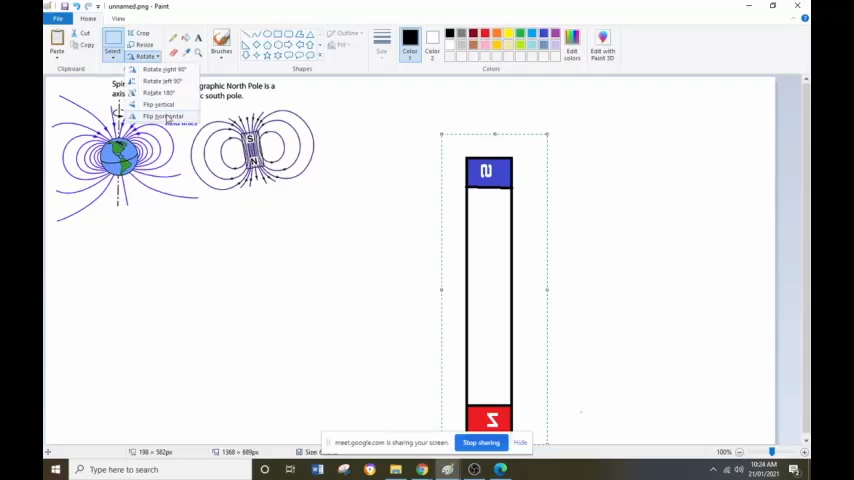 unnamed.png - Paint
File
Home
View
Paste
Cut
Copy
Clipboard
Select
Crop
Resize
Rotate
Rotate right 90°
Rotate left 90°
Rotate 180°
Flip vertical
Flip horizontal
A
Brushes
Shapes
Outline
Fill
Size
Color 1
Color 2
Edit colors
Colors
Edit with Paint 3D
Spi
graphic North Pole is a
axis
c south pole.
S
N
meet.google.com is sharing your screen.
Stop sharing
Hide
198 × 582px
1368 × 689px
100%
Type here to search
10:24 AM
21/01/2021